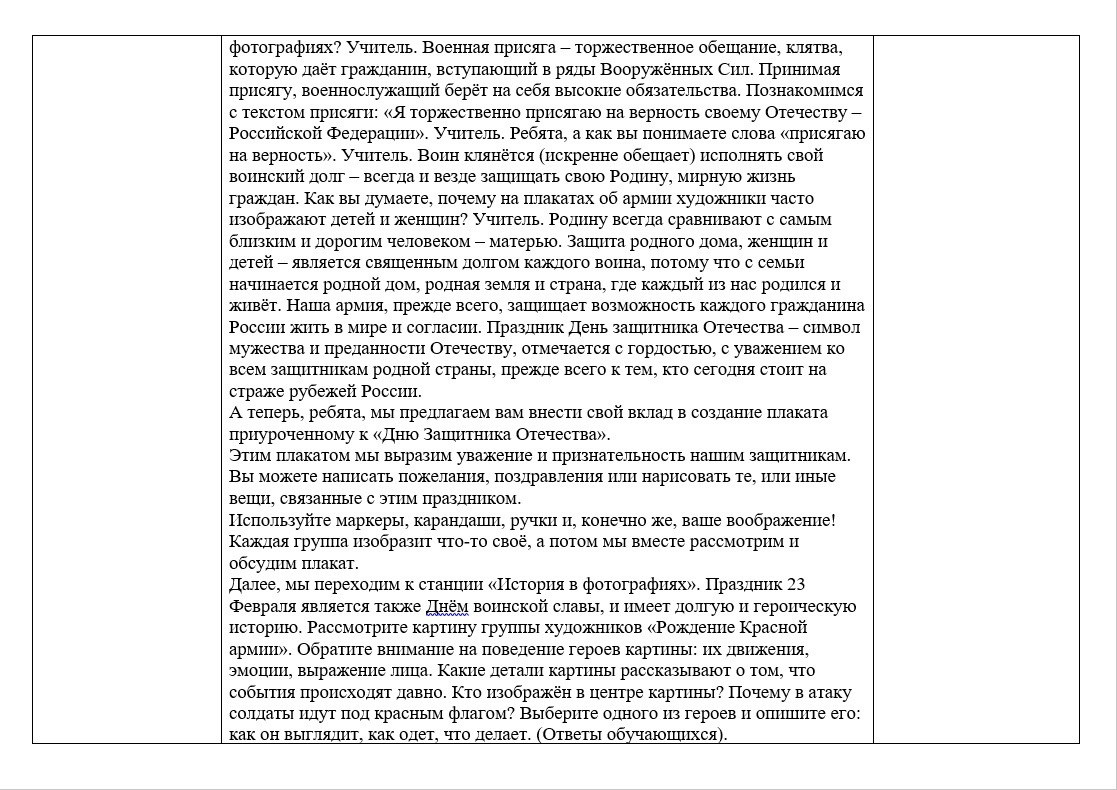 фотографиях? Учитель. Военная присяга – торжественное обещание, клятва,
которую даёт гражданин, вступающий в ряды Вооружённых Сил. Принимая
присягу, военнослужащий берёт на себя высокие обязательства. Познакомимся
с текстом присяги: «Я торжественно присягаю на верность своему Отечеству –
Российской Федерации». Учитель. Ребята, а как вы понимаете слова «присягаю
на верность». Учитель. Воин клянётся (искренне обещает) исполнять свой
воинский долг – всегда и везде защищать свою Родину, мирную жизнь
граждан. Как вы думаете, почему на плакатах об армии художники часто
изображают детей и женщин? Учитель. Родину всегда сравнивают с самым
близким и дорогим человеком – матерью. Защита родного дома, женщин и
детей – является священным долгом каждого воина, потому что с семьи
начинается родной дом, родная земля и страна, где каждый из нас родился и
живёт. Наша армия, прежде всего, защищает возможность каждого гражданина
России жить в мире и согласии. Праздник День защитника Отечества – символ
мужества и преданности Отечеству, отмечается с гордостью, с уважением ко
всем защитникам родной страны, прежде всего к тем, кто сегодня стоит на
страже рубежей России.
А теперь, ребята, мы предлагаем вам внести свой вклад в создание плаката
приуроченному к «Дню Защитника Отечества».
Этим плакатом мы выразим уважение и признательность нашим защитникам.
Вы можете написать пожелания, поздравления или нарисовать те, или иные
вещи, связанные с этим праздником.
Используйте маркеры, карандаши, ручки и, конечно же, ваше воображение!
Каждая группа изобразит что-то своё, а потом мы вместе рассмотрим и
обсудим плакат.
Далее, мы переходим к станции «История в фотографиях». Праздник 23
Февраля является также Днём воинской славы, и имеет долгую и героическую
историю. Рассмотрите картину группы художников «Рождение Красной
армии». Обратите внимание на поведение героев картины: их движения,
эмоции, выражение лица. Какие детали картины рассказывают о том, что
события происходят давно. Кто изображён в центре картины? Почему в атаку
солдаты идут под красным флагом? Выберите одного из героев и опишите его:
как он выглядит, как одет, что делает. (Ответы обучающихся).